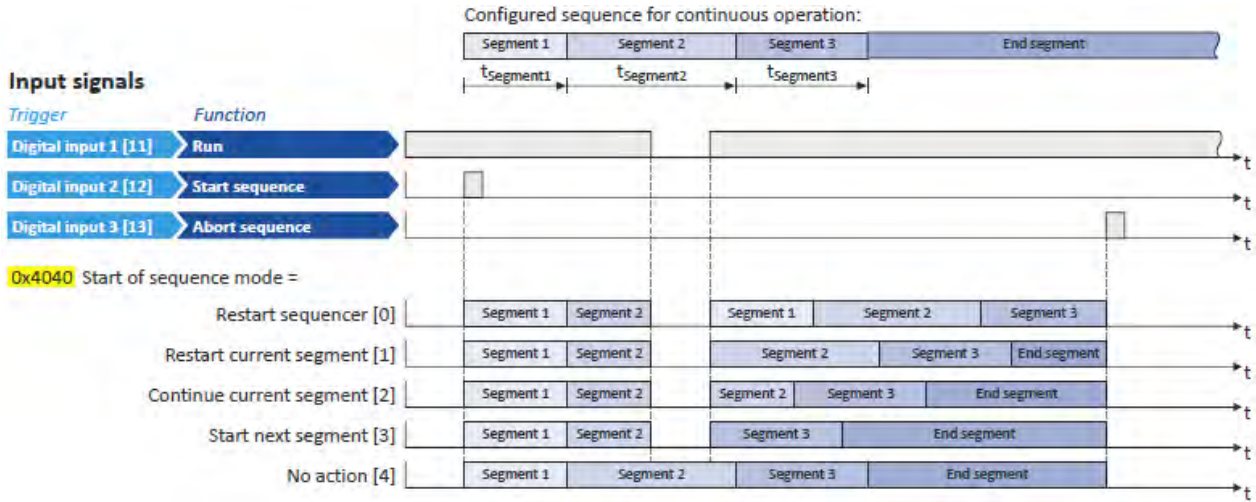 Configured sequence for continuous operation:
Segment 1 Segment 2 Segment 3 End segment
tSegment1 tSegment2 tSegment3
Input signals
Trigger Function
Digital input 1 [11] Run
t
Digital input 2 [12] Start sequence
t
Digital input 3 [13] Abort sequence
t
0x4040 Start of sequence mode =
Restart sequencer [0] Segment 1 Segment 2 Segment 1 Segment 2 Segment 3
t
Restart current segment [1] Segment 1 Segment 2 Segment 2 Segment 3 End segment
t
Continue current segment [2] Segment 1 Segment 2 Segment 2 Segment 3 End segment
t
Start next segment [3] Segment 1 Segment 2 Segment 3 End segment
t
No action [4] Segment 1 Segment 2 Segment 3 End segment
t